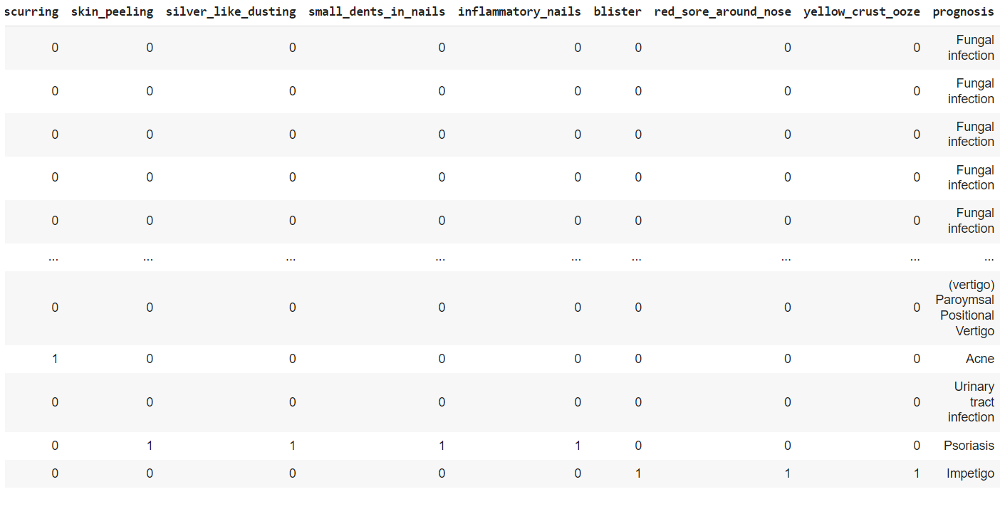 scurring skin_peeling silver_like_dusting small_dents_in_nails inflammatory_nails blister red_sore_around_nose yellow_crust_ooze prognosis
0 0 0 0 0 0 0 0 Fungal
infection
0 0 0 0 0 0 0 0 Fungal
infection
0 0 0 0 0 0 0 0 Fungal
infection
0 0 0 0 0 0 0 0 Fungal
infection
0 0 0 0 0 0 0 0 Fungal
infection
... ... ... ... ... ... ... ... ...
0 0 0 0 0 0 0 0 (vertigo)
Paroymsal
Positional
Vertigo
1 0 0 0 0 0 0 0 Acne
0 0 0 0 0 0 0 0 Urinary
tract
infection
0 1 1 1 1 0 0 0 Psoriasis
0 0 0 0 0 1 1 1 Impetigo